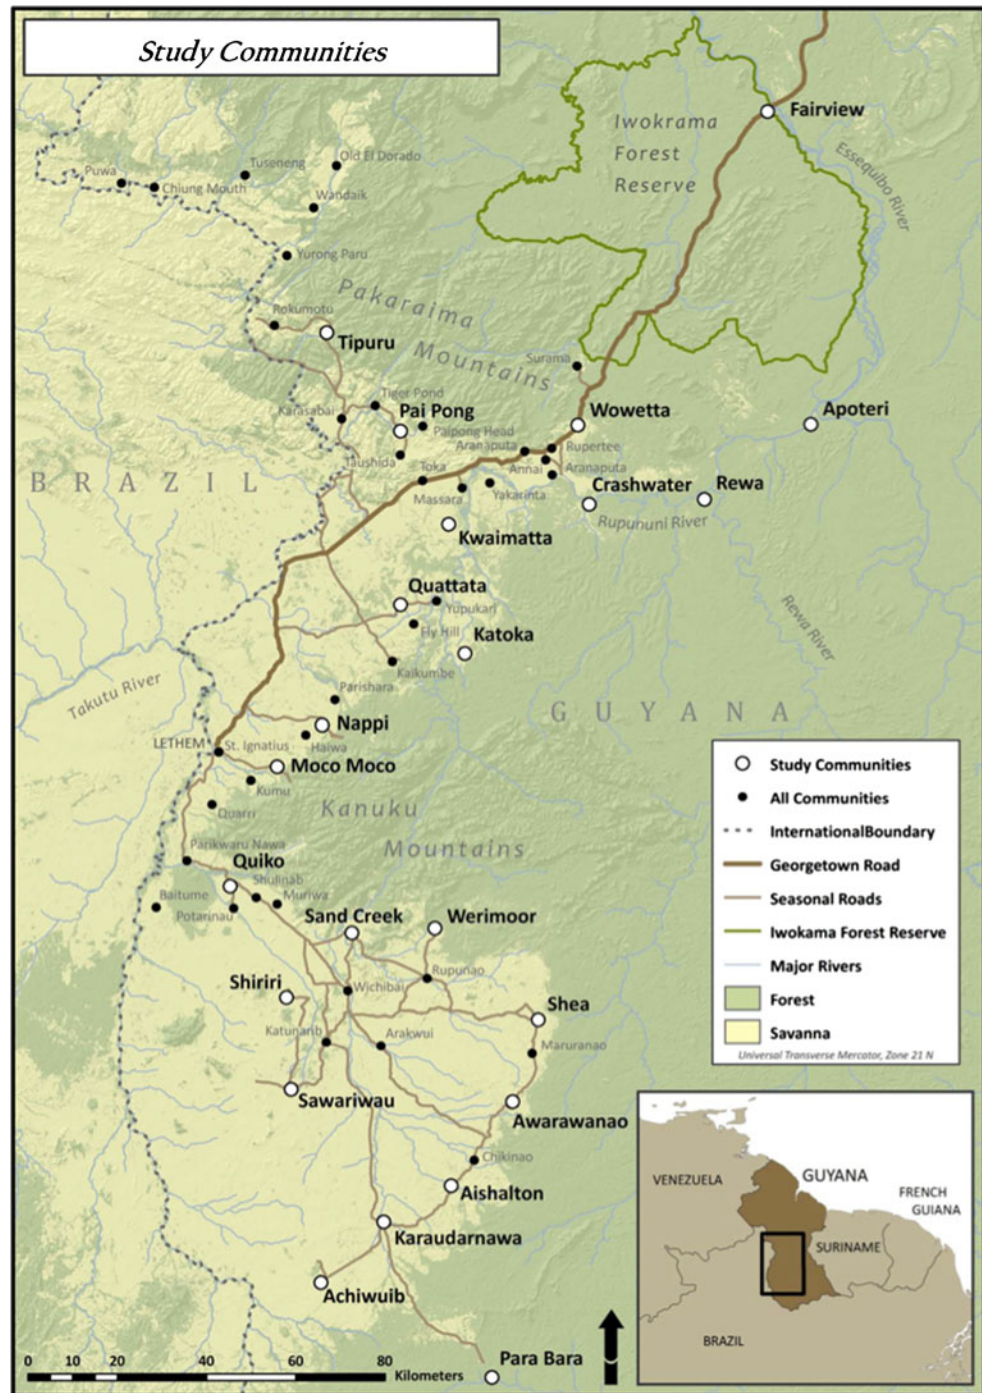 Study Communities
Fairview
Iwokrama
Forest
Reserve
Essequibo River
Old El Dorado
Tuseneng
Puwa
Chiung Mouth
Wandaik
Yurong Paru
Pakaraima
Mountains
Rokumotu
Tipuru
Surama
Tiger Pond
Karasabai
Pai Pong
Paipong Head
Wowetta
Apoteri
Aranaputa
Rupertee
Taushida
Toka
Annai
Aranaputa
BRAZIL
Massara
Yakarinta
Crashwater
Rewa
Rupununi River
Kwaimatta
Quattata
Yupukari
Fly Hill
Katoka
Rewa River
Kaikumbe
Takutu River
Parishara
GUYANA
Nappi
LETHEM
St. Ignatius
Haiwa
Moco Moco
Kumu
Quarri
Kanuku
Mountains
Parikwaru Nawa
Quiko
Shulinab
Baitume
Muriwa
Potarinau
Sand Creek
Werimoor
Rupunao
Shiriri
Wichibai
Shea
Katunarib
Arakwui
Maruranao
Sawariwau
Awarawanao
Chikinao
Aishalton
Karaudarnawa
Achiwuib
Para Bara
0 10 20 40 60 80
Kilometers
Study Communities
All Communities
InternationalBoundary
Georgetown Road
Seasonal Roads
Iwokama Forest Reserve
Major Rivers
Forest
Savanna
Universal Transverse Mercator, Zone 21 N
VENEZUELA
GUYANA
FRENCH
GUIANA
SURINAME
BRAZIL